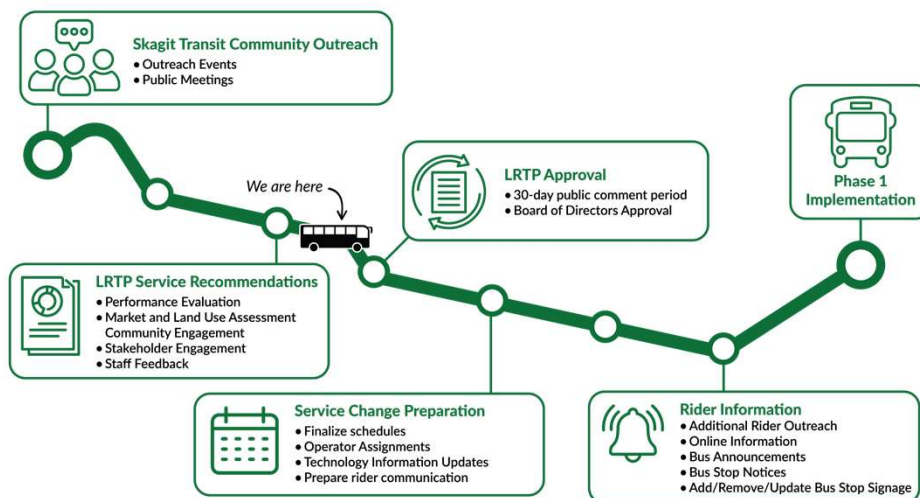 Skagit Transit Community Outreach
• Outreach Events
• Public Meetings
We are here
LRTP Approval
• 30-day public comment period
• Board of Directors Approval
Phase 1
Implementation
LRTP Service Recommendations
• Performance Evaluation
• Market and Land Use Assessment
Community Engagement
• Stakeholder Engagement
• Staff Feedback
Service Change Preparation
• Finalize schedules
• Operator Assignments
• Technology Information Updates
• Prepare rider communication
Rider Information
• Additional Rider Outreach
• Online Information
• Bus Announcements
• Bus Stop Notices
• Add/Remove/Update Bus Stop Signage